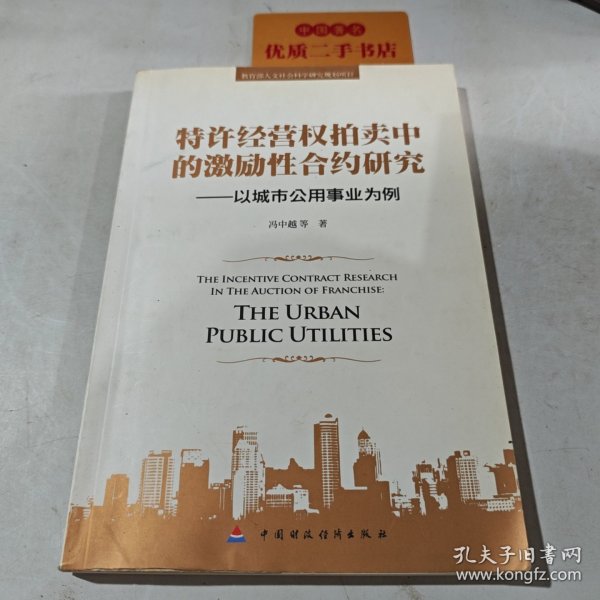 中国著名
优质二手书店
教育部人文社会科学研究规划项目
特许经营权拍卖中
的激励性合约研究
——以城市公用事业为例
冯中越 等 著
THE INCENTIVE CONTRACT RESEARCH
IN THE AUCTION OF FRANCHISE:
THE URBAN
PUBLIC UTILITIES
中国财政经济出版社
孔夫子旧书网
www.kongfz.com